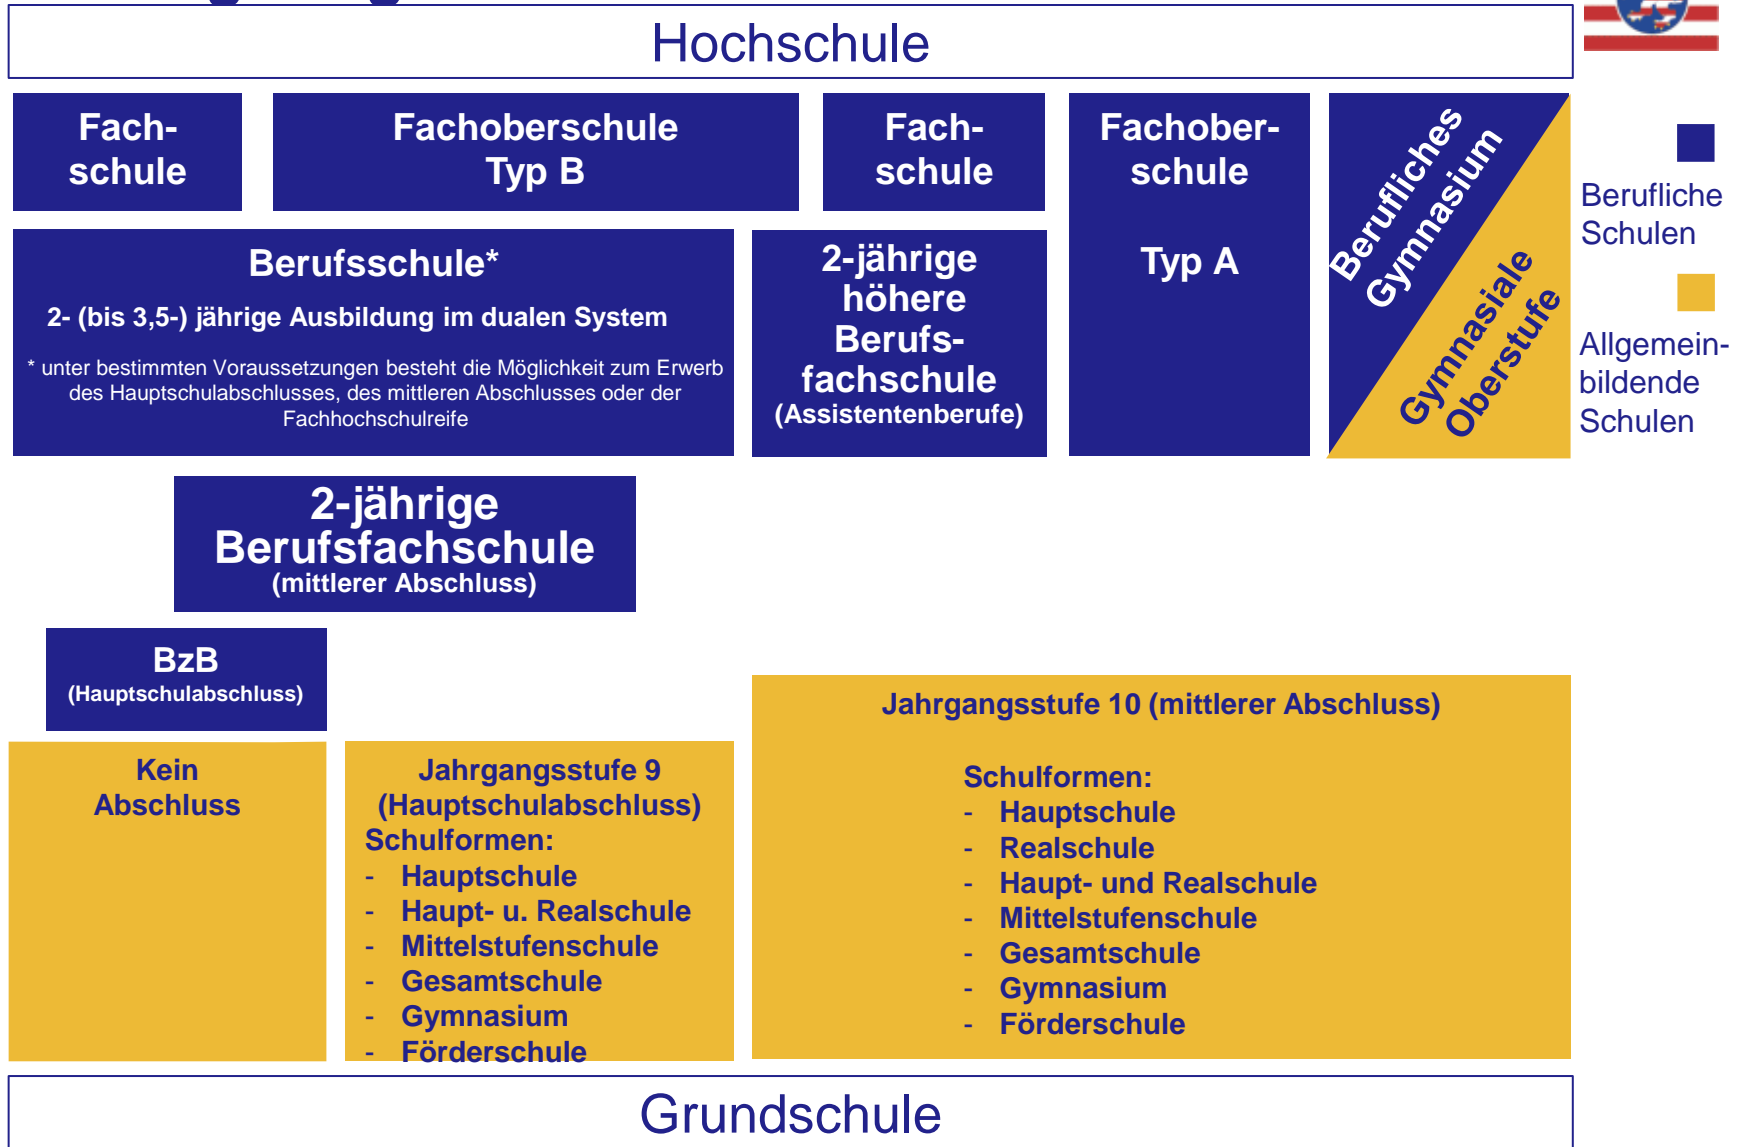 Hochschule
Fach-
schule
Fachoberschule
Typ B
Fach-
schule
Fachober-
schule
Typ A
Berufliches
Gymnasium
Gymnasiale
Oberstufe
Berufliche
Schulen
Allgemein-
bildende
Schulen
Berufsschule*
2- (bis 3,5-) jährige Ausbildung im dualen System
* unter bestimmten Voraussetzungen besteht die Möglichkeit zum Erwerb
des Hauptschulabschlusses, des mittleren Abschlusses oder der
Fachhochschulreife
2-jährige
höhere
Berufs-
fachschule
(Assistentenberufe)
2-jährige
Berufsfachschule
(mittlerer Abschluss)
BzB
(Hauptschulabschluss)
Kein
Abschluss
Jahrgangsstufe 9
(Hauptschulabschluss)
Schulformen:
- Hauptschule
- Haupt- u. Realschule
- Mittelstufenschule
- Gesamtschule
- Gymnasium
- Förderschule
Jahrgangsstufe 10 (mittlerer Abschluss)
Schulformen:
- Hauptschule
- Realschule
- Haupt- und Realschule
- Mittelstufenschule
- Gesamtschule
- Gymnasium
- Förderschule
Grundschule